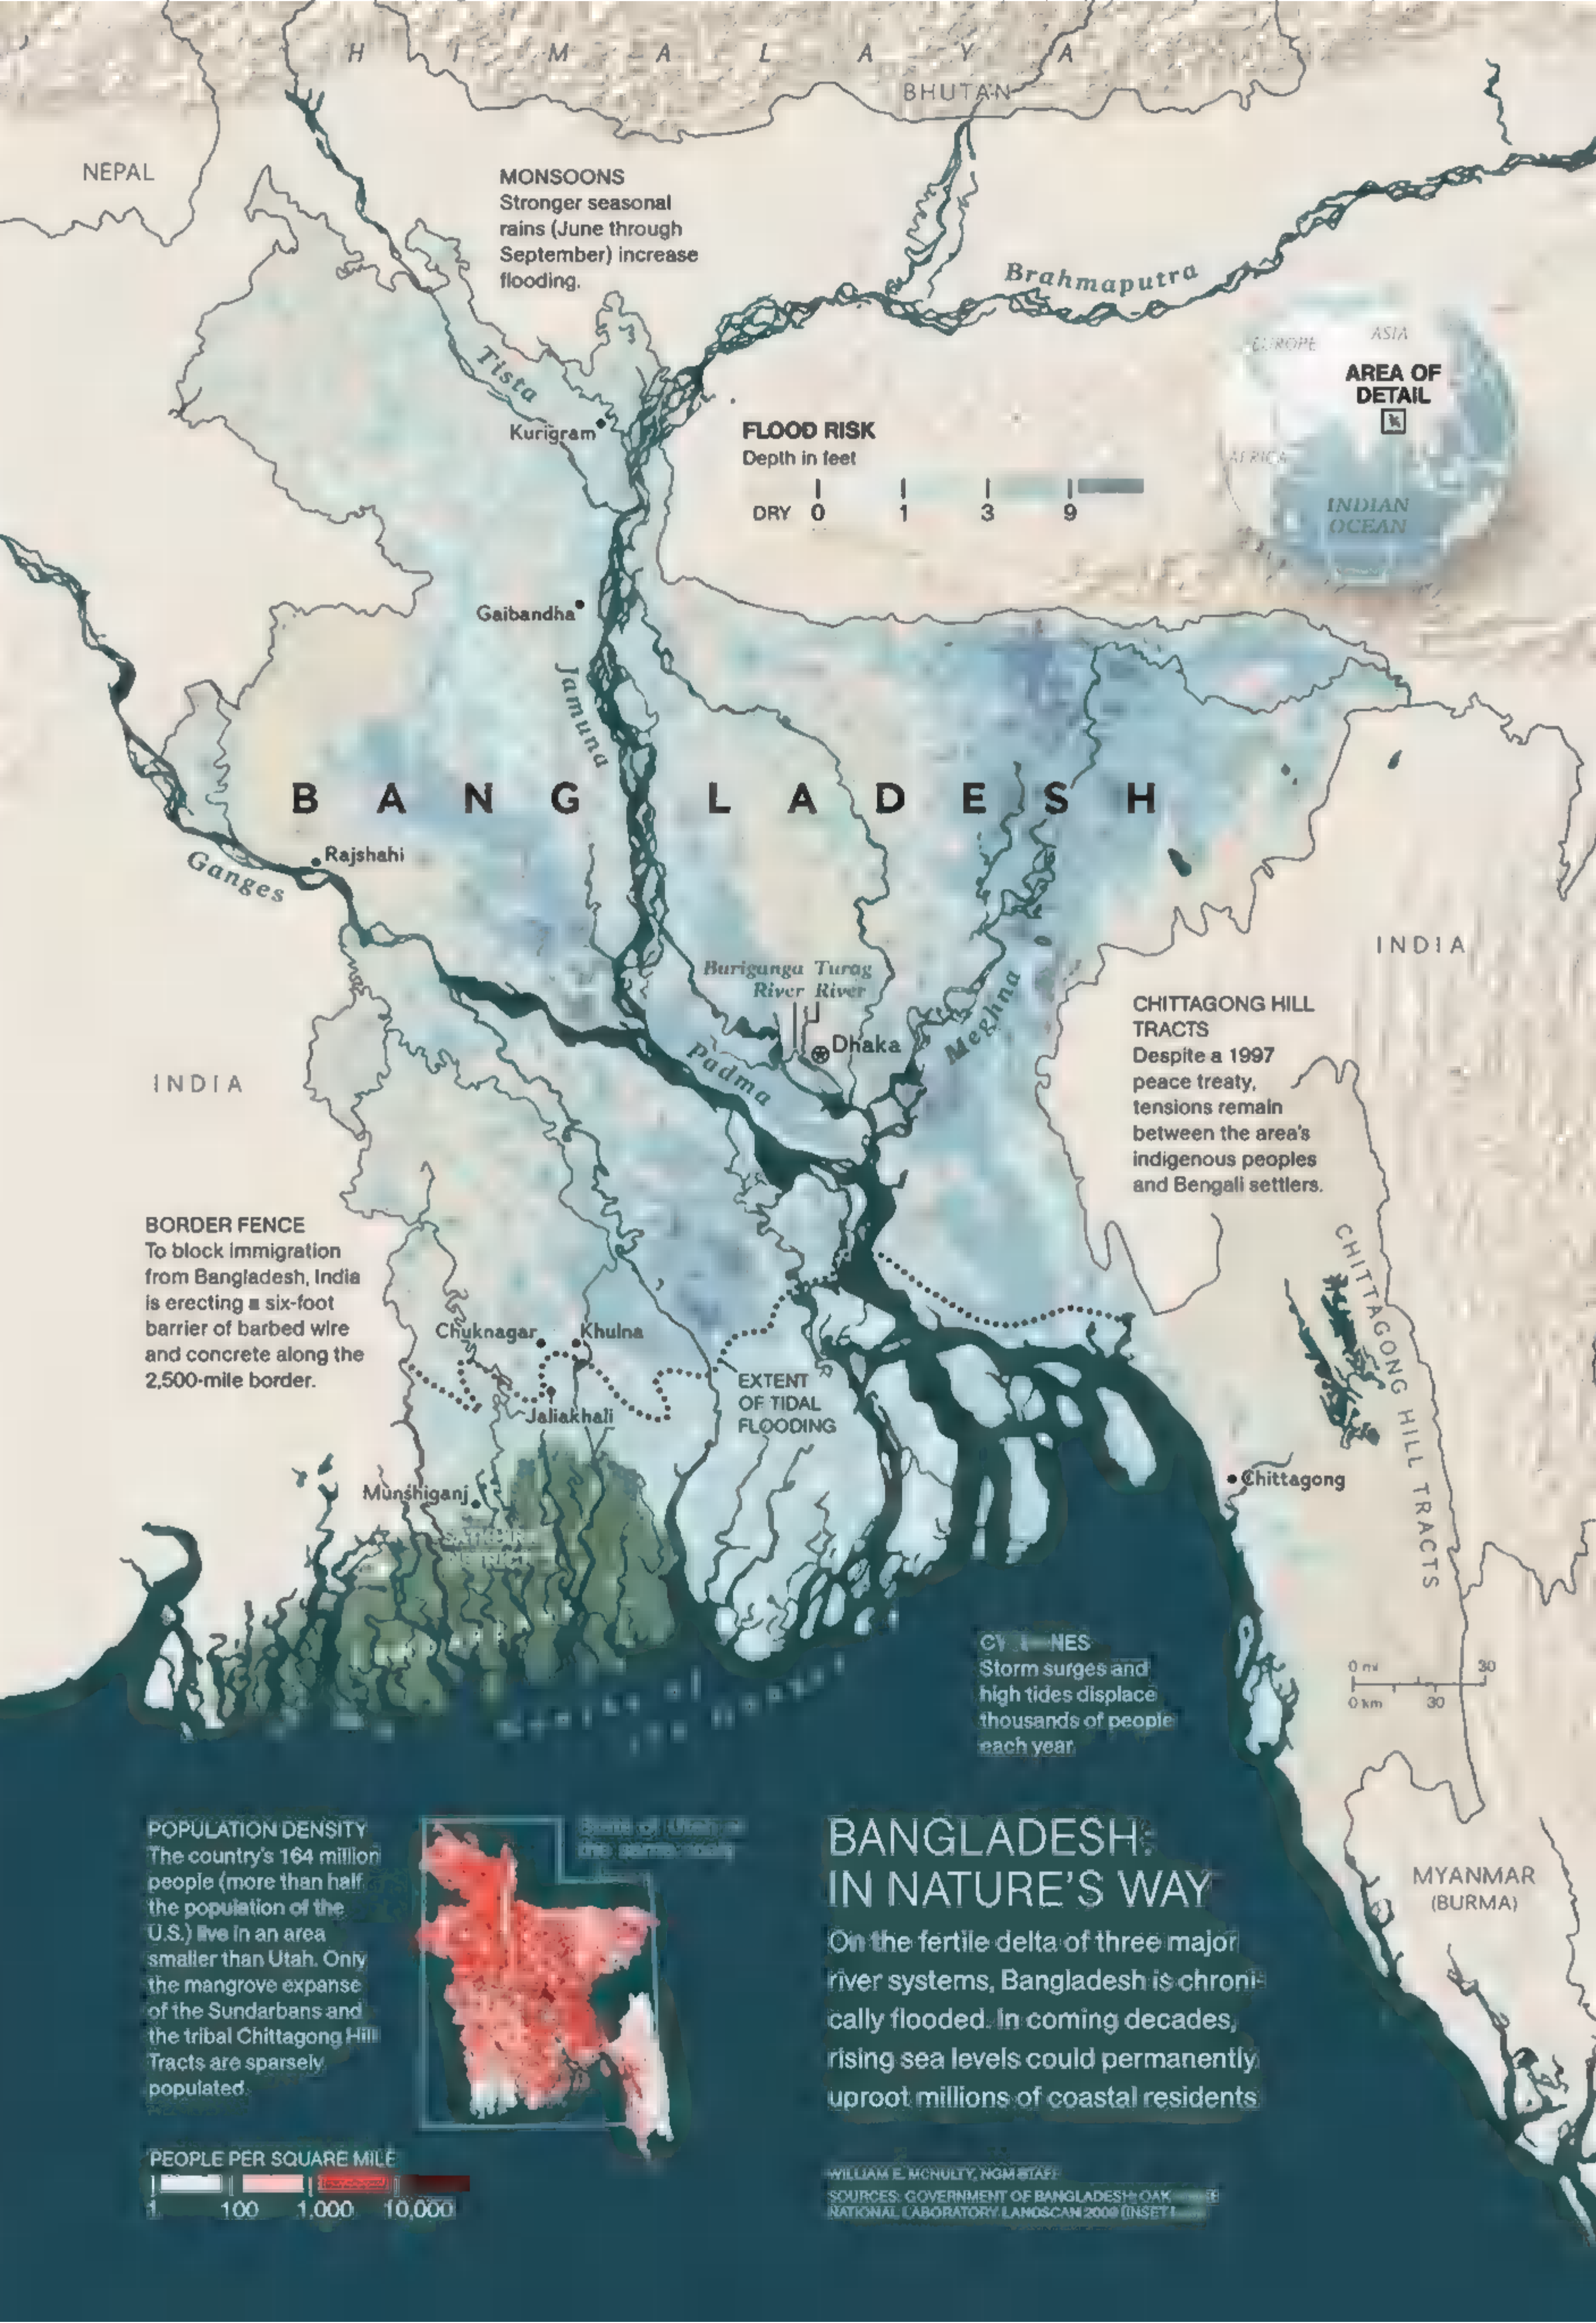 HIMALAYA
BHUTAN
NEPAL
MONSOONS
Stronger seasonal
rains (June through
September) increase
flooding.
Brahmaputra
EUROPE
ASIA
AREA OF
DETAIL
AFRICA
INDIAN
OCEAN
Tista
Kurigram
FLOOD RISK
Depth in feet
DRY 0 1 3 9
Gaibandha
Jamuna
BANGLADESH
Rajshahi
Ganges
Buriganga Turag
River River
Dhaka
Meghna
Padma
INDIA
INDIA
CHITTAGONG HILL
TRACTS
Despite a 1997
peace treaty,
tensions remain
between the area's
indigenous peoples
and Bengali settlers.
BORDER FENCE
To block immigration
from Bangladesh, India
is erecting a six-foot
barrier of barbed wire
and concrete along the
2,500-mile border.
CHITTAGONG HILL TRACTS
Chuknagar
Khulna
Jaliakhali
EXTENT
OF TIDAL
FLOODING
Munshiganj
Chittagong
Storm surges and
high tides displace
thousands of people
each year.
0 mi 30
0 km 30
POPULATION DENSITY
The country's 164 million
people (more than half
the population of the
U.S.) live in an area
smaller than Utah. Only
the mangrove expanse
of the Sundarbans and
the tribal Chittagong Hill
Tracts are sparsely
populated.
PEOPLE PER SQUARE MILE
1 100 1,000 10,000
BANGLADESH:
IN NATURE'S WAY
On the fertile delta of three major
river systems, Bangladesh is chroni-
cally flooded. In coming decades,
rising sea levels could permanently
uproot millions of coastal residents.
WILLIAM E. MCNULTY, NGM STAFF
SOURCES: GOVERNMENT OF BANGLADESH; OAK
NATIONAL LABORATORY LANDSCAN
MYANMAR
(BURMA)